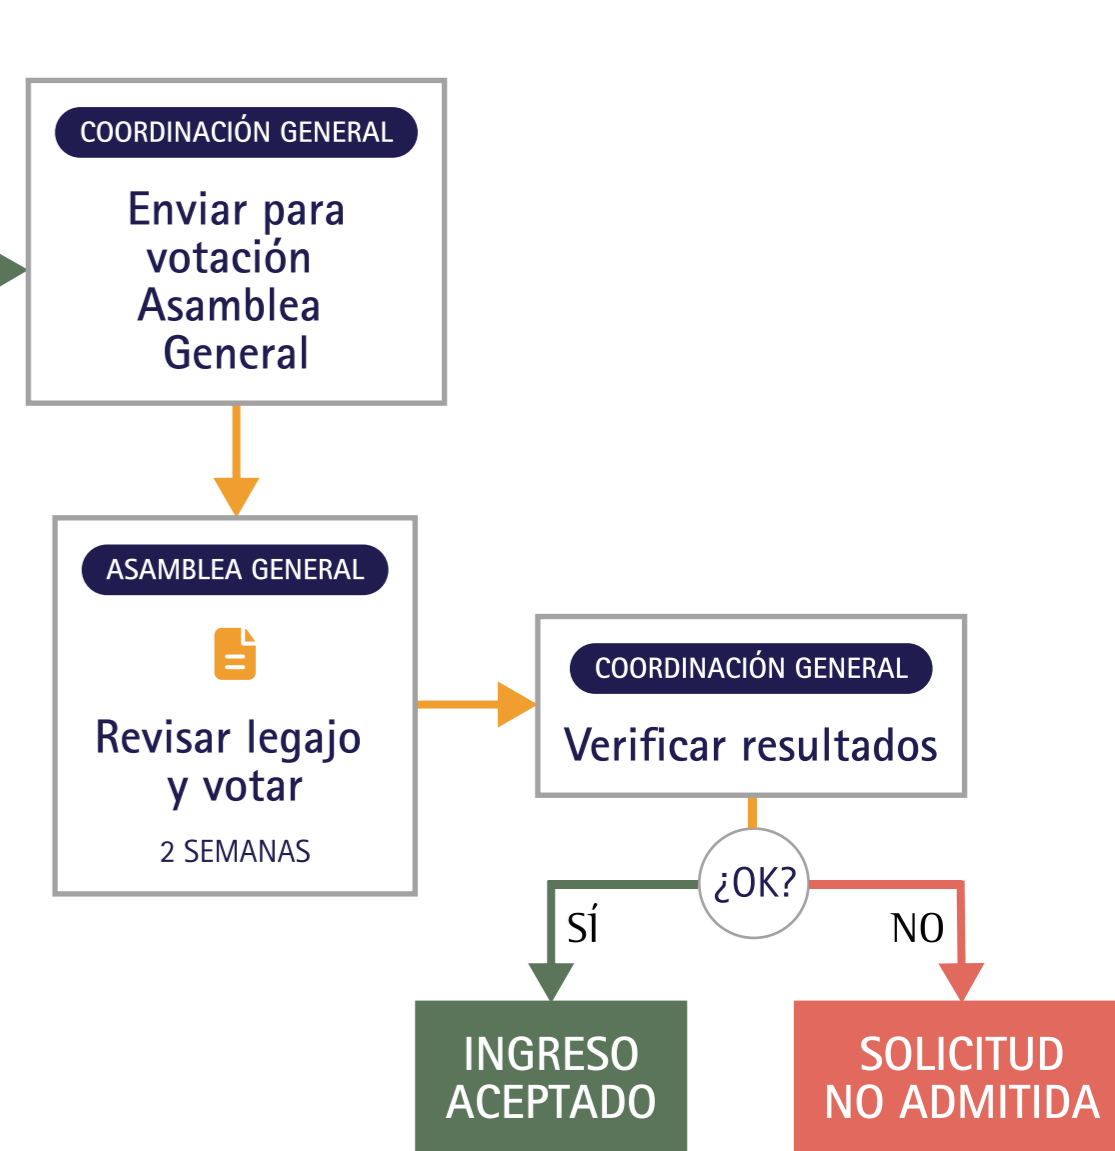 COORDINACIÓN GENERAL
Enviar para
votación
Asamblea
General
ASAMBLEA GENERAL
Revisar legajo
y votar
2 SEMANAS
COORDINACIÓN GENERAL
Verificar resultados
¿OK?
SÍ
NO
INGRESO
ACEPTADO
SOLICITUD
NO ADMITIDA